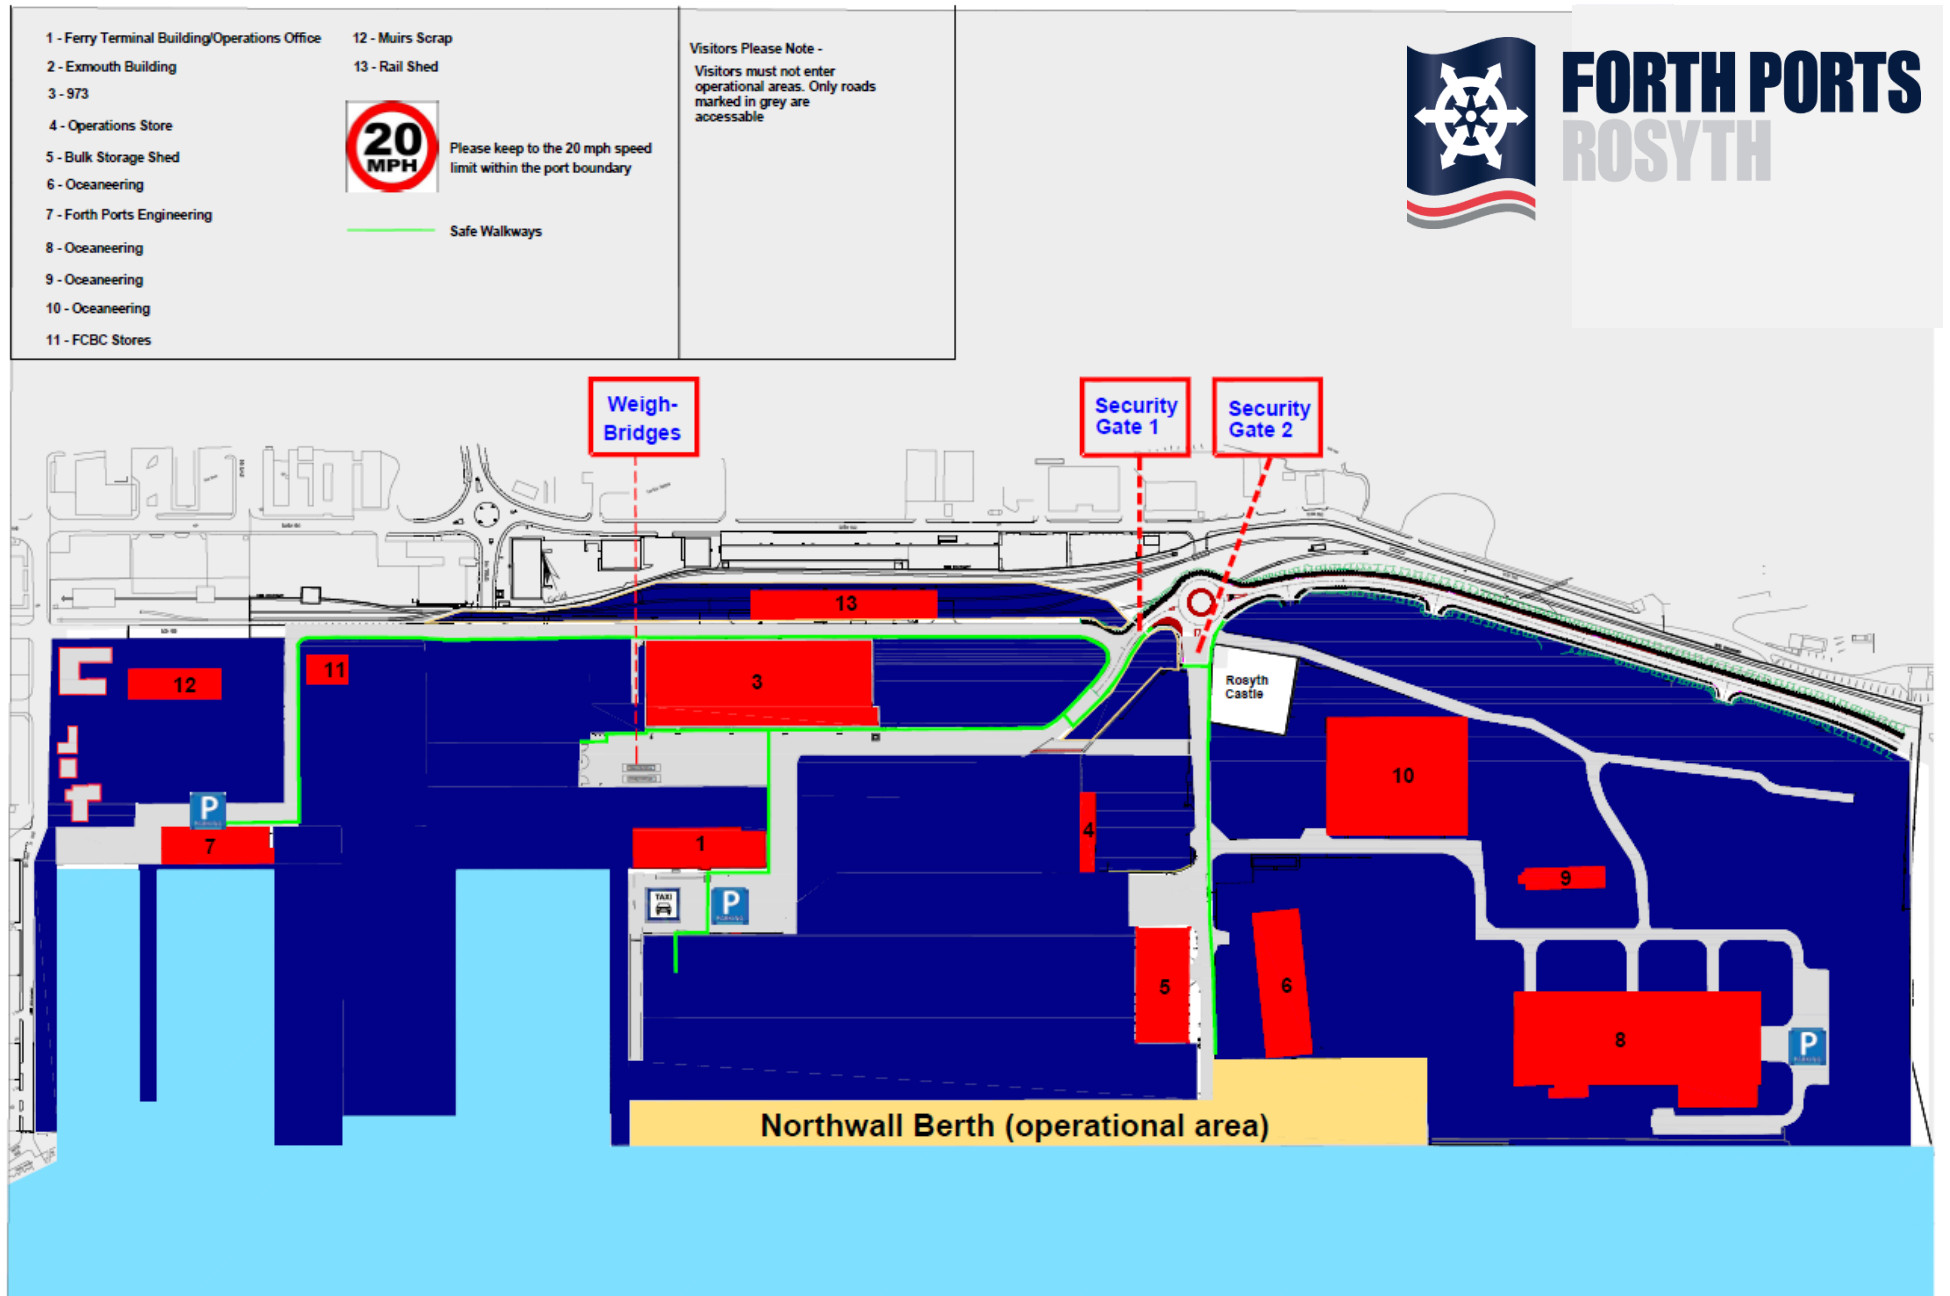 1 - Ferry Terminal Building/Operations Office
2 - Exmouth Building
3 - 973
4 - Operations Store
5 - Bulk Storage Shed
6 - Oceaneering
7 - Forth Ports Engineering
8 - Oceaneering
9 - Oceaneering
10 - Oceaneering
11 - FCBC Stores
12 - Muirs Scrap
13 - Rail Shed
20
MPH
Please keep to the 20 mph speed
limit within the port boundary
Safe Walkways
Visitors Please Note -
Visitors must not enter
operational areas. Only roads
marked in grey are
accessable
FORTH PORTS
ROSYTH
Weigh-
Bridges
Security
Gate 1
Security
Gate 2
13
12
11
3
Rosyth
Castle
10
P
7
1
4
9
TAXI
P
5
6
8
P
Northwall Berth (operational area)